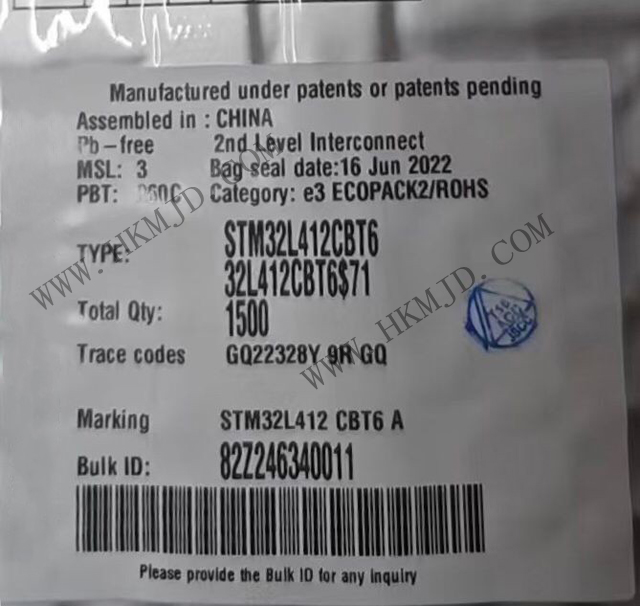 Manufactured under patents or patents pending
Assembled in : CHINA
Pb-free 2nd Level Interconnect
MSL: 3 Bag seal date:16 Jun 2022
PBT: 260C Category: e3 ECOPACK2/ROHS
TYPE: STM32L412CBT6
32L412CBT6$71
Total Qty: 1500
Trace codes GQ22328Y 9R GQ
Marking STM32L412 CBT6 A
Bulk ID: 82Z246340011
Please provide the Bulk ID for any inquiry
WWW.HKMJD.COM
WWW.HKMJD.COM